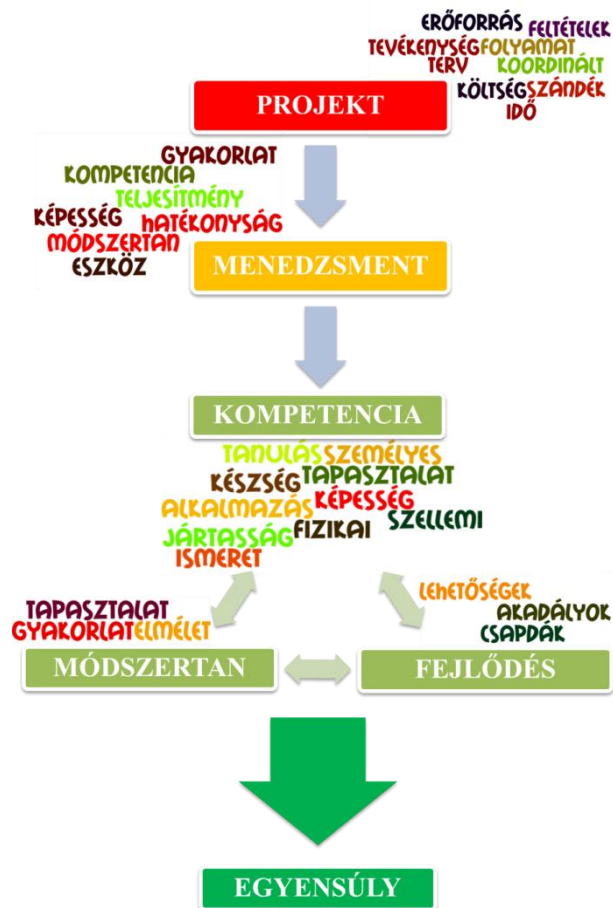 ERŐFORRÁS FELTÉTELEK
TEVÉKENYSÉG FOLYAMAT
TERV KOORDINÁLT
KÖLTSÉG SZÁNDÉK
IDŐ
PROJEKT
GYAKORLAT
KOMPETENCIA
TELJESÍTMÉNY
KÉPESSÉG HATÉKONYSÁG
MÓDSZERTAN
ESZKÖZ
MENEDZSMENT
KOMPETENCIA
TANULÁS SZEMÉLYES
KÉSZSÉG TAPASZTALAT
ALKALMAZÁS KÉPESSÉG
JÁRTASSÁG FIZIKAI SZELLEMI
ISMERET
TAPASZTALAT
GYAKORLAT ELMÉLET
MÓDSZERTAN
LEHETŐSÉGEK
AKADÁLYOK
CSAPDÁK
FEJLŐDÉS
EGYENSÚLY